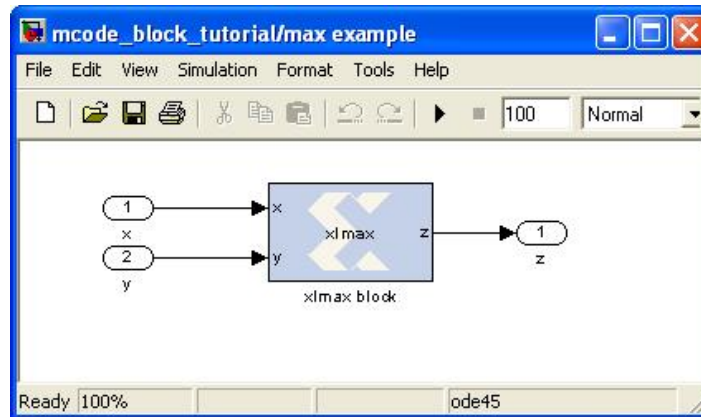 mcode_block_tutorial/max example
File Edit View Simulation Format Tools Help
100 Normal
1 x xlmax z 1
x z
2 y
y
xlmax block
Ready 100% ode45